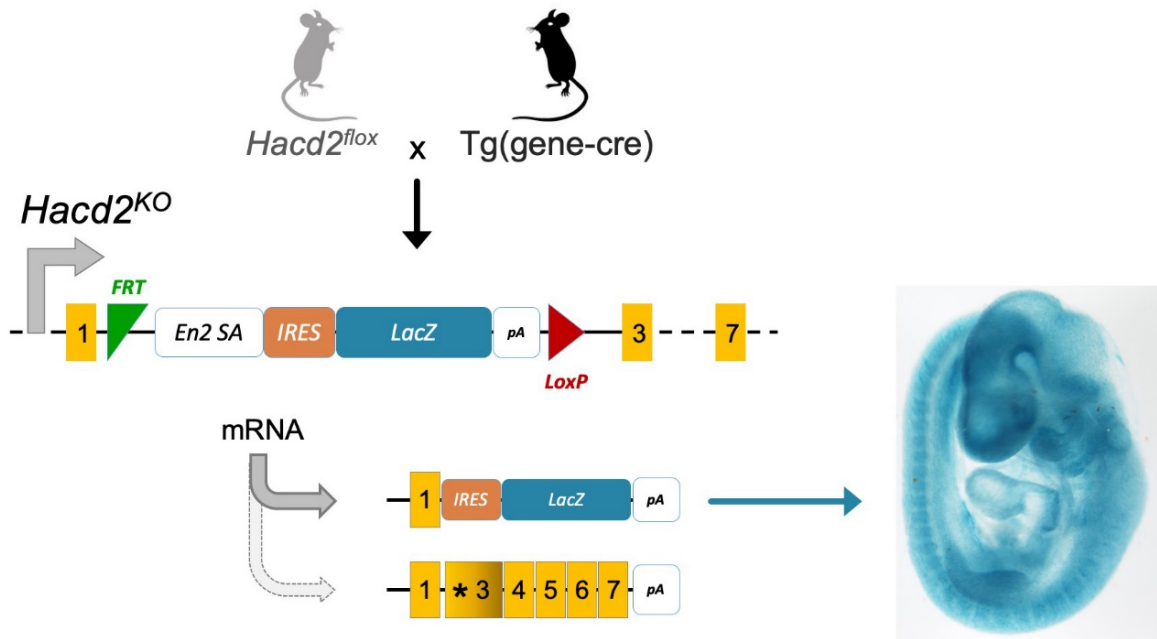 Hacd2flox x Tg(gene-cre)
Hacd2KO
FRT
1 En2 SA IRES LacZ pA 3 7
LoxP
mRNA
1 IRES LacZ pA
1 * 3 4 5 6 7 pA